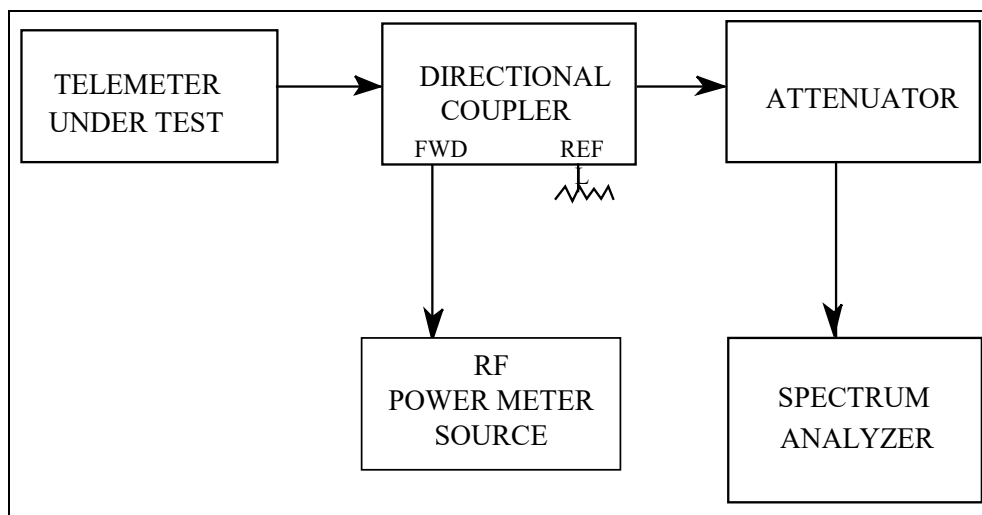 TELEMETER
UNDER TEST
DIRECTIONAL
COUPLER
FWD
REF
L
ATTENUATOR
RF
POWER METER
SOURCE
SPECTRUM
ANALYZER